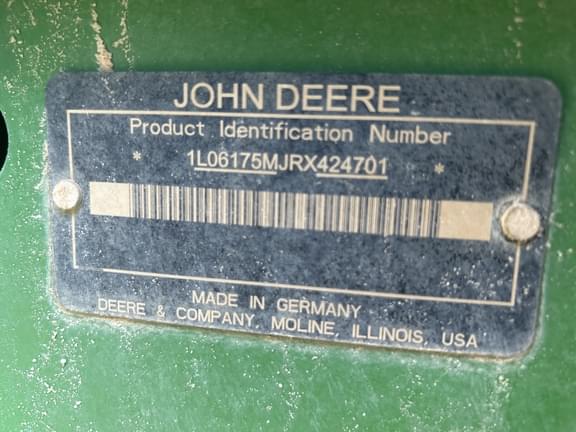 JOHN DEERE
Product Identification Number
* 1L06175MJRX424701 *
MADE IN GERMANY
DEERE & COMPANY, MOLINE, ILLINOIS, USA